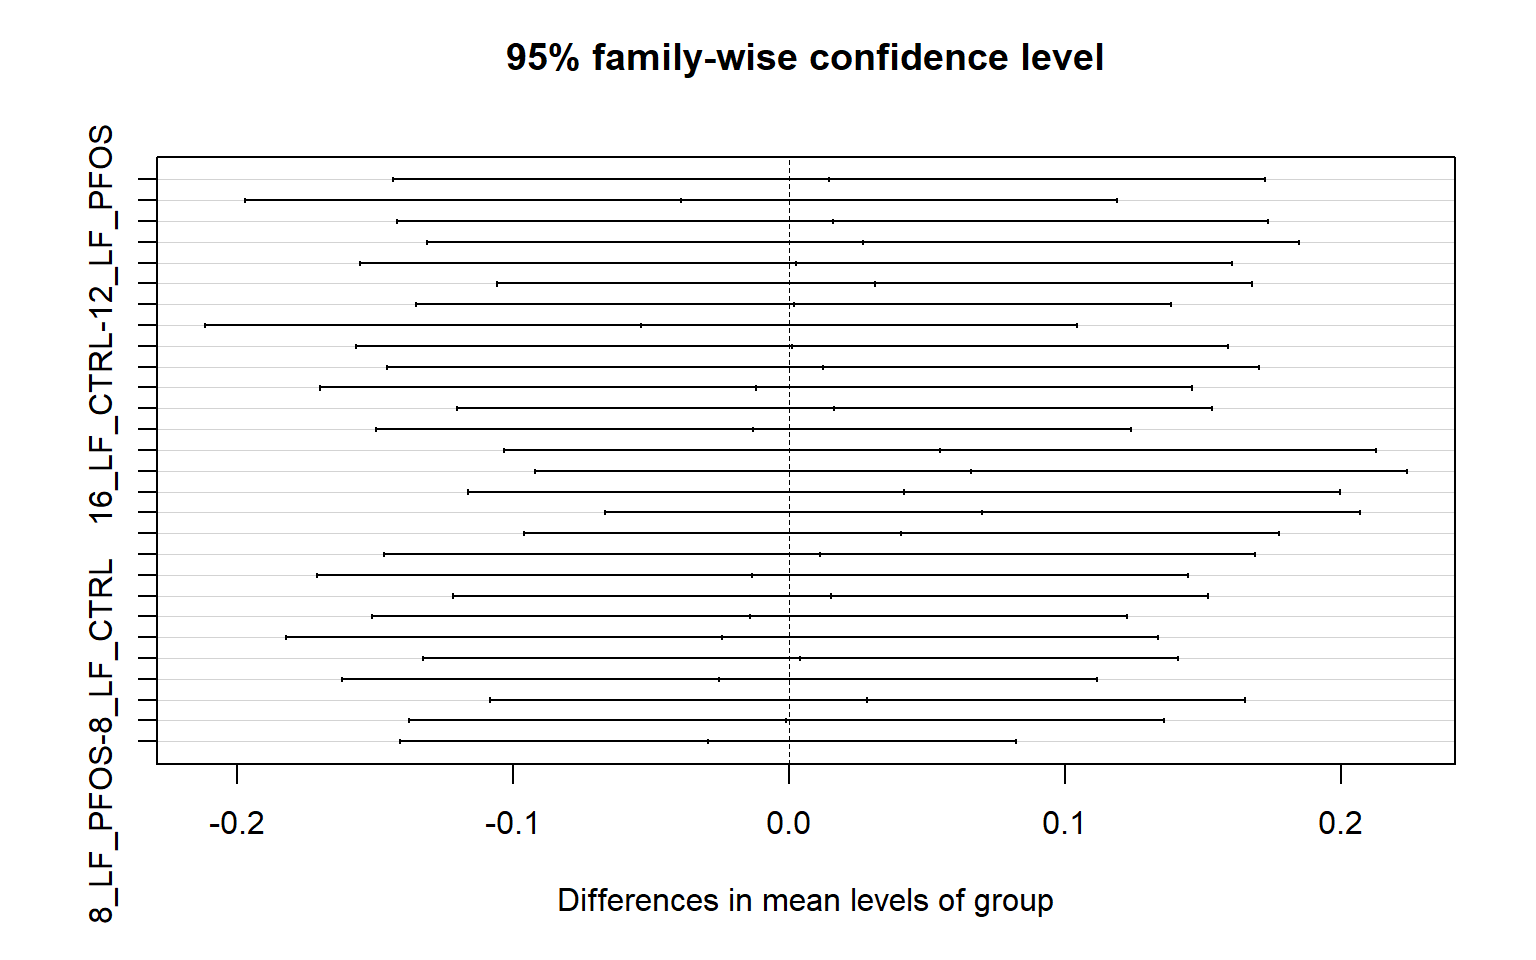 95% family-wise confidence level
16_LF_CTRL-12_LF_PFOS
8_LF_PFOS-8_LF_CTRL
-0.2 -0.1 0.0 0.1 0.2
Differences in mean levels of group